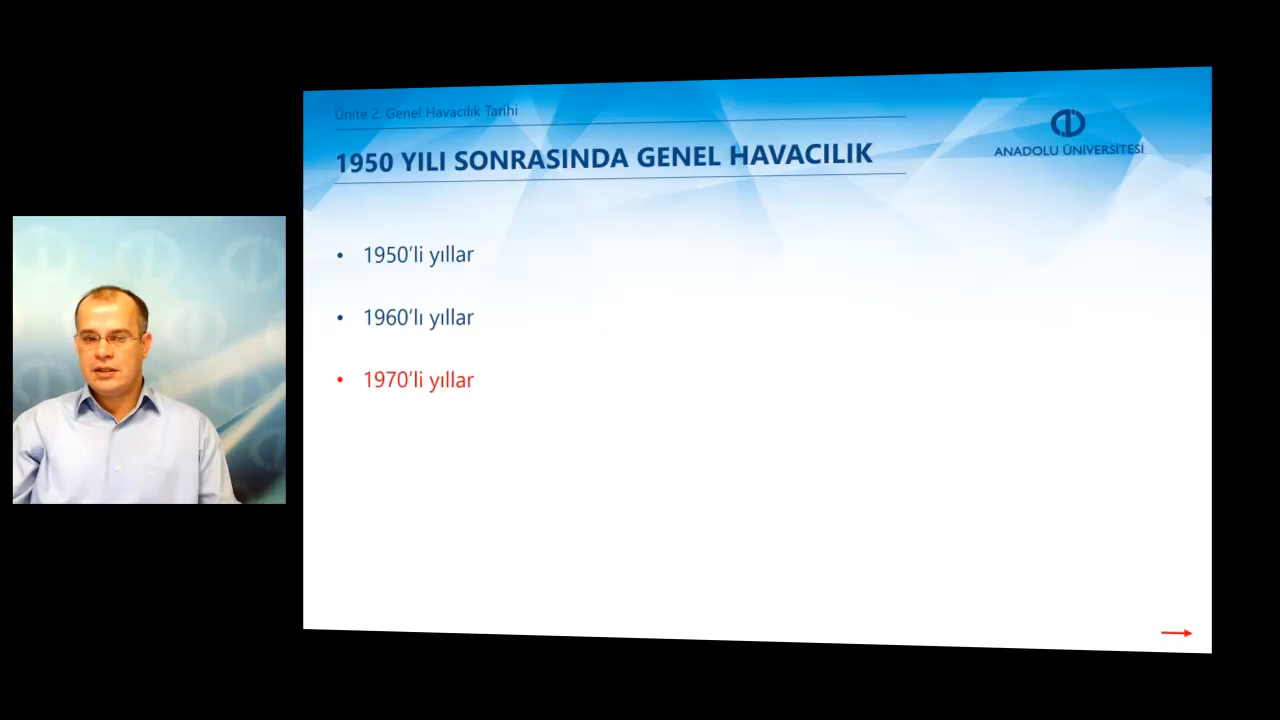 Ünite 2: Genel Havacılık Tarihi
1950 YILI SONRASINDA GENEL HAVACILIK
ANADOLU ÜNİVERSİTESİ
• 1950'li yıllar
• 1960'lı yıllar
• 1970'li yıllar